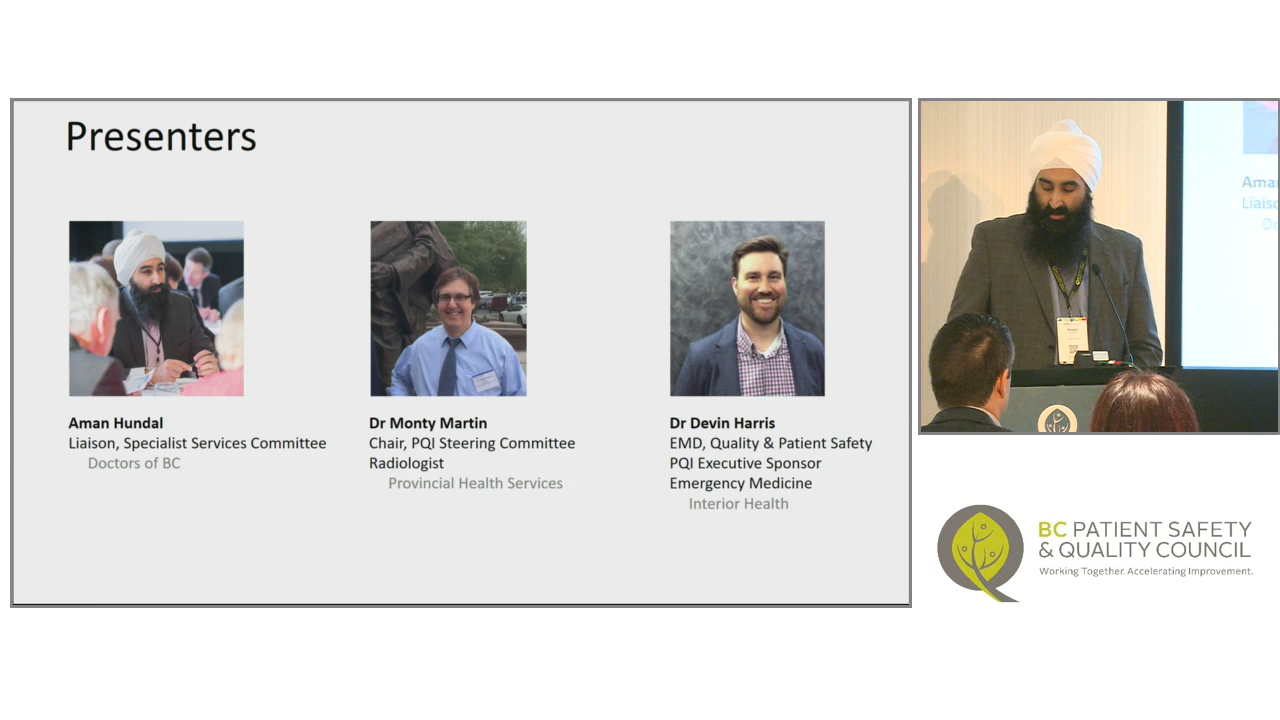 Presenters
Aman Hundal
Liaison, Specialist Services Committee
Doctors of BC
Dr Monty Martin
Chair, PQI Steering Committee
Radiologist
Provincial Health Services
Dr Devin Harris
EMD, Quality & Patient Safety
PQI Executive Sponsor
Emergency Medicine
Interior Health
Aman
Liaiso
BC PATIENT SAFETY
& QUALITY COUNCIL
Working Together. Accelerating Improvement.